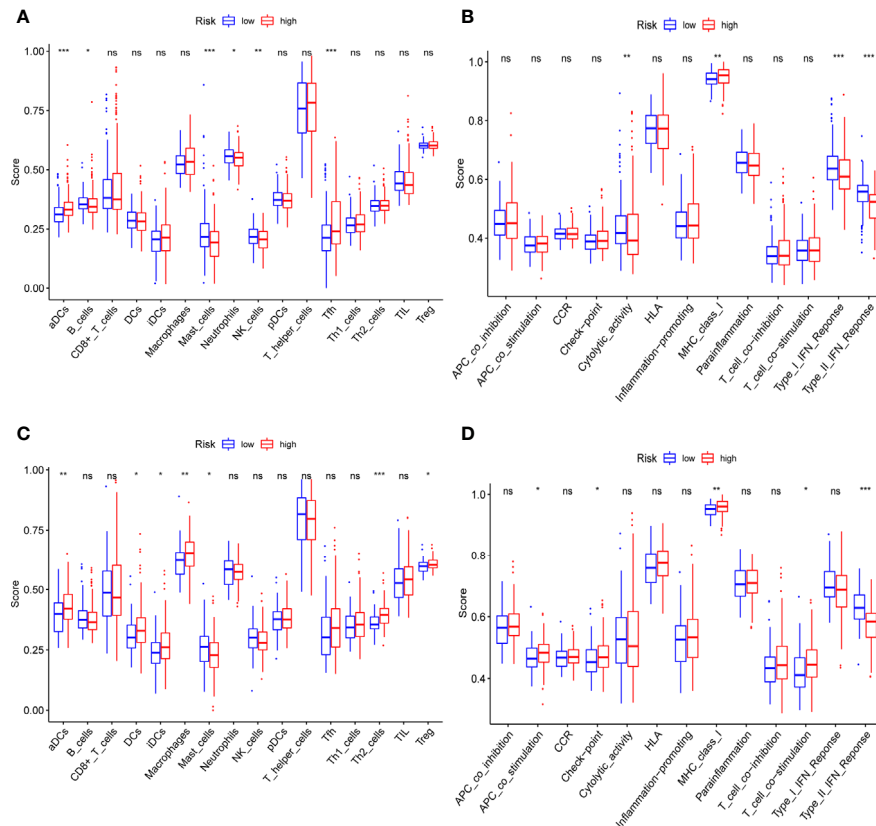 A
Risk low high
*** * ns ns ns ns *** * ** ns ns *** ns ns ns ns
1.00
0.75
0.50
0.25
0.00
Score
aDCs
B_cells
CD8+_T_cells
DCs
iDCs
Macrophages
Mast_cells
Neutrophils
NK_cells
pDCs
T_helper_cells
Tfh
Th1_cells
Th2_cells
TIL
Treg
B
Risk low high
ns ns ns ns ** ns ns ** ns ns ns *** ***
1.0
0.8
0.6
0.4
Score
APC_co_inhibition
APC_co_stimulation
CCR
Check-point
Cytolytic_activity
HLA
Inflammation-promoting
MHC_class_I
Parainflammation
T_cell_co-inhibition
T_cell_co-stimulation
Type_I_IFN_Reponse
Type_II_IFN_Reponse
C
Risk low high
** ns ns * * ** * ns ns ns ns ns ns *** ns *
1.00
0.75
0.50
0.25
0.00
Score
aDCs
B_cells
CD8+_T_cells
DCs
iDCs
Macrophages
Mast_cells
Neutrophils
NK_cells
pDCs
T_helper_cells
Tfh
Th1_cells
Th2_cells
TIL
Treg
D
Risk low high
ns * ns * ns ns ns ** ns ns * ns ***
1.0
0.8
0.6
0.4
Score
APC_co_inhibition
APC_co_stimulation
CCR
Check-point
Cytolytic_activity
HLA
Inflammation-promoting
MHC_class_I
Parainflammation
T_cell_co-inhibition
T_cell_co-stimulation
Type_I_IFN_Reponse
Type_II_IFN_Reponse